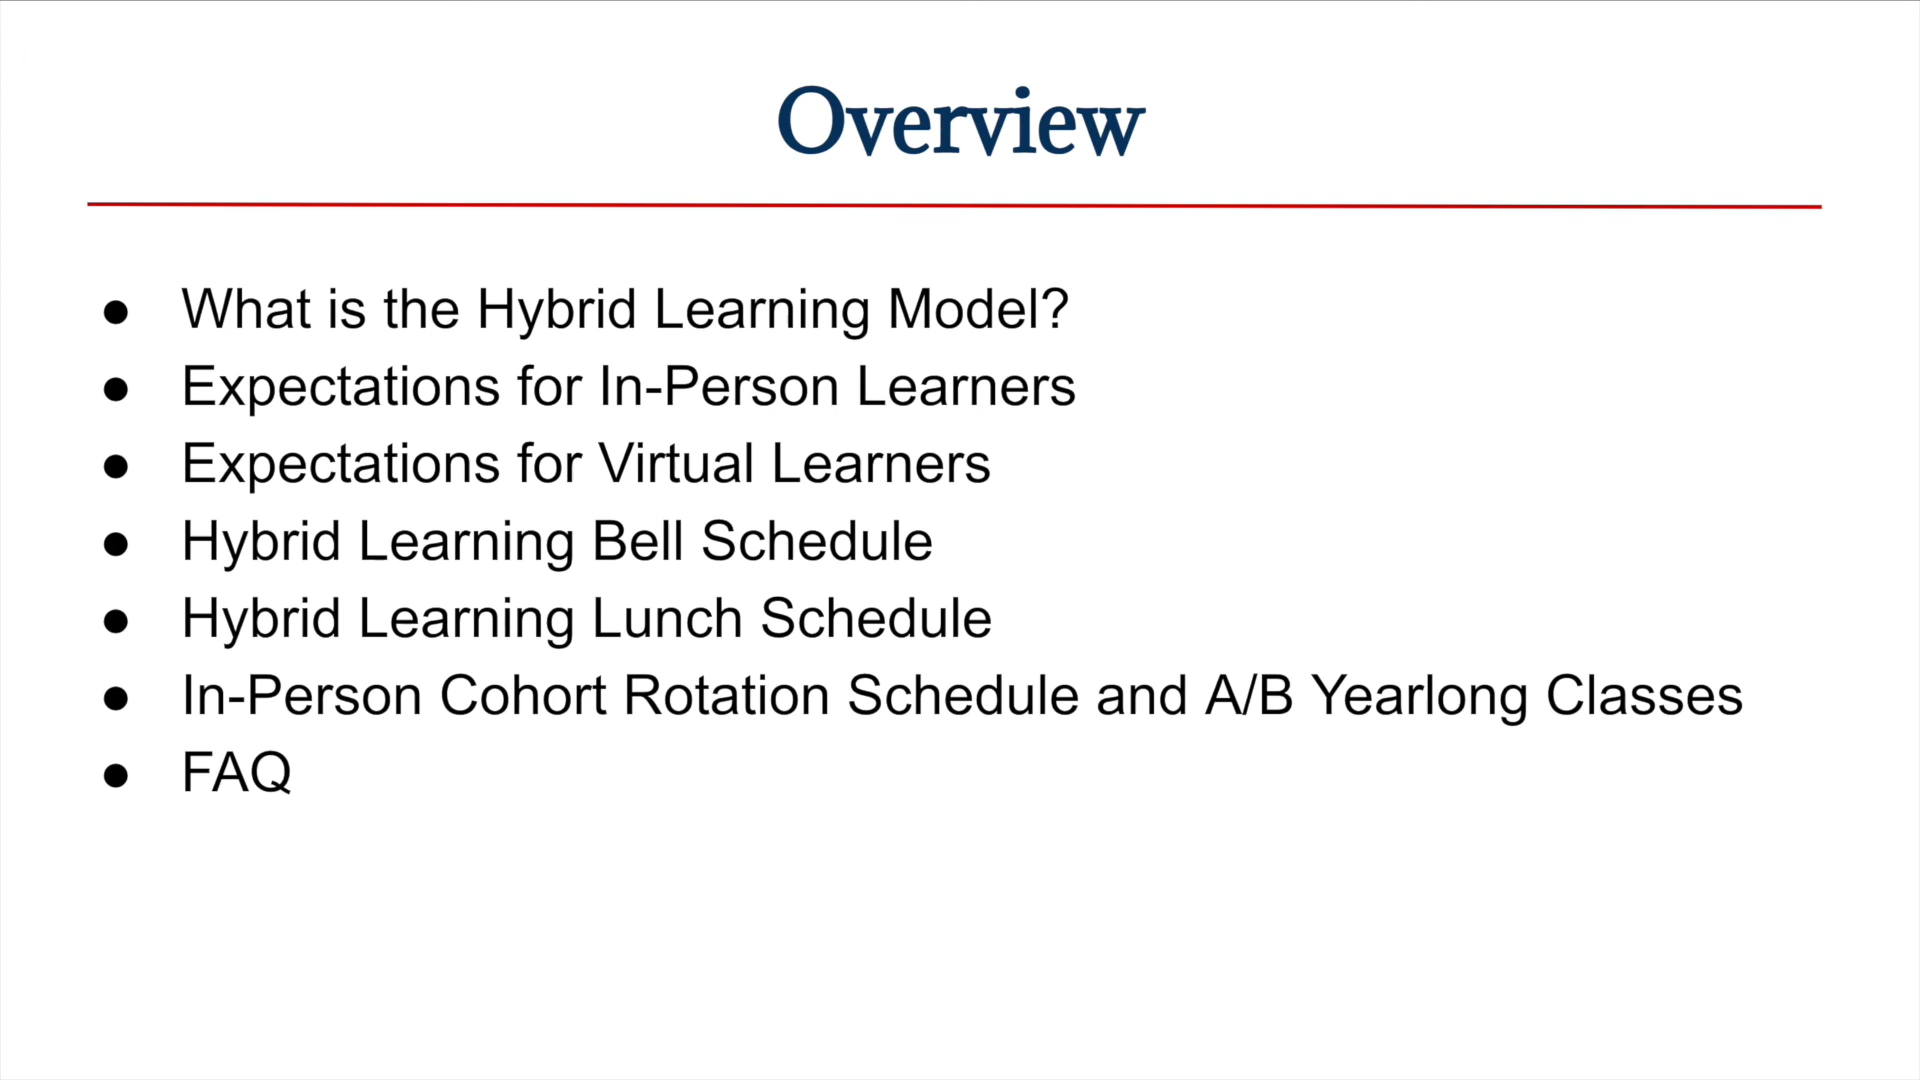 Overview
● What is the Hybrid Learning Model?
● Expectations for In-Person Learners
● Expectations for Virtual Learners
● Hybrid Learning Bell Schedule
● Hybrid Learning Lunch Schedule
● In-Person Cohort Rotation Schedule and A/B Yearlong Classes
● FAQ